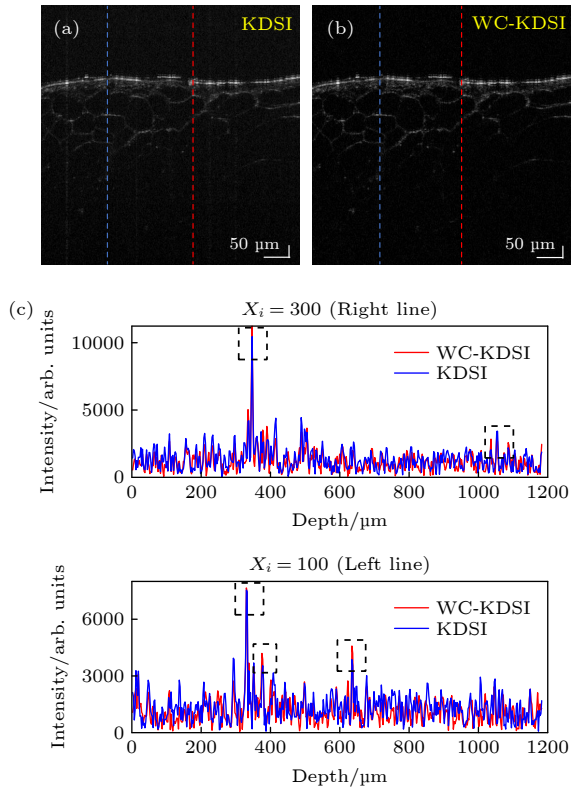 (a)
KDSI
50 µm
(b)
WC-KDSI
50 µm
(c)
Xi = 300 (Right line)
Intensity/arb. units
10000
5000
0
WC-KDSI
KDSI
0 200 400 600 800 1000 1200
Depth/µm
Xi = 100 (Left line)
Intensity/arb. units
6000
3000
0
WC-KDSI
KDSI
0 200 400 600 800 1000 1200
Depth/µm